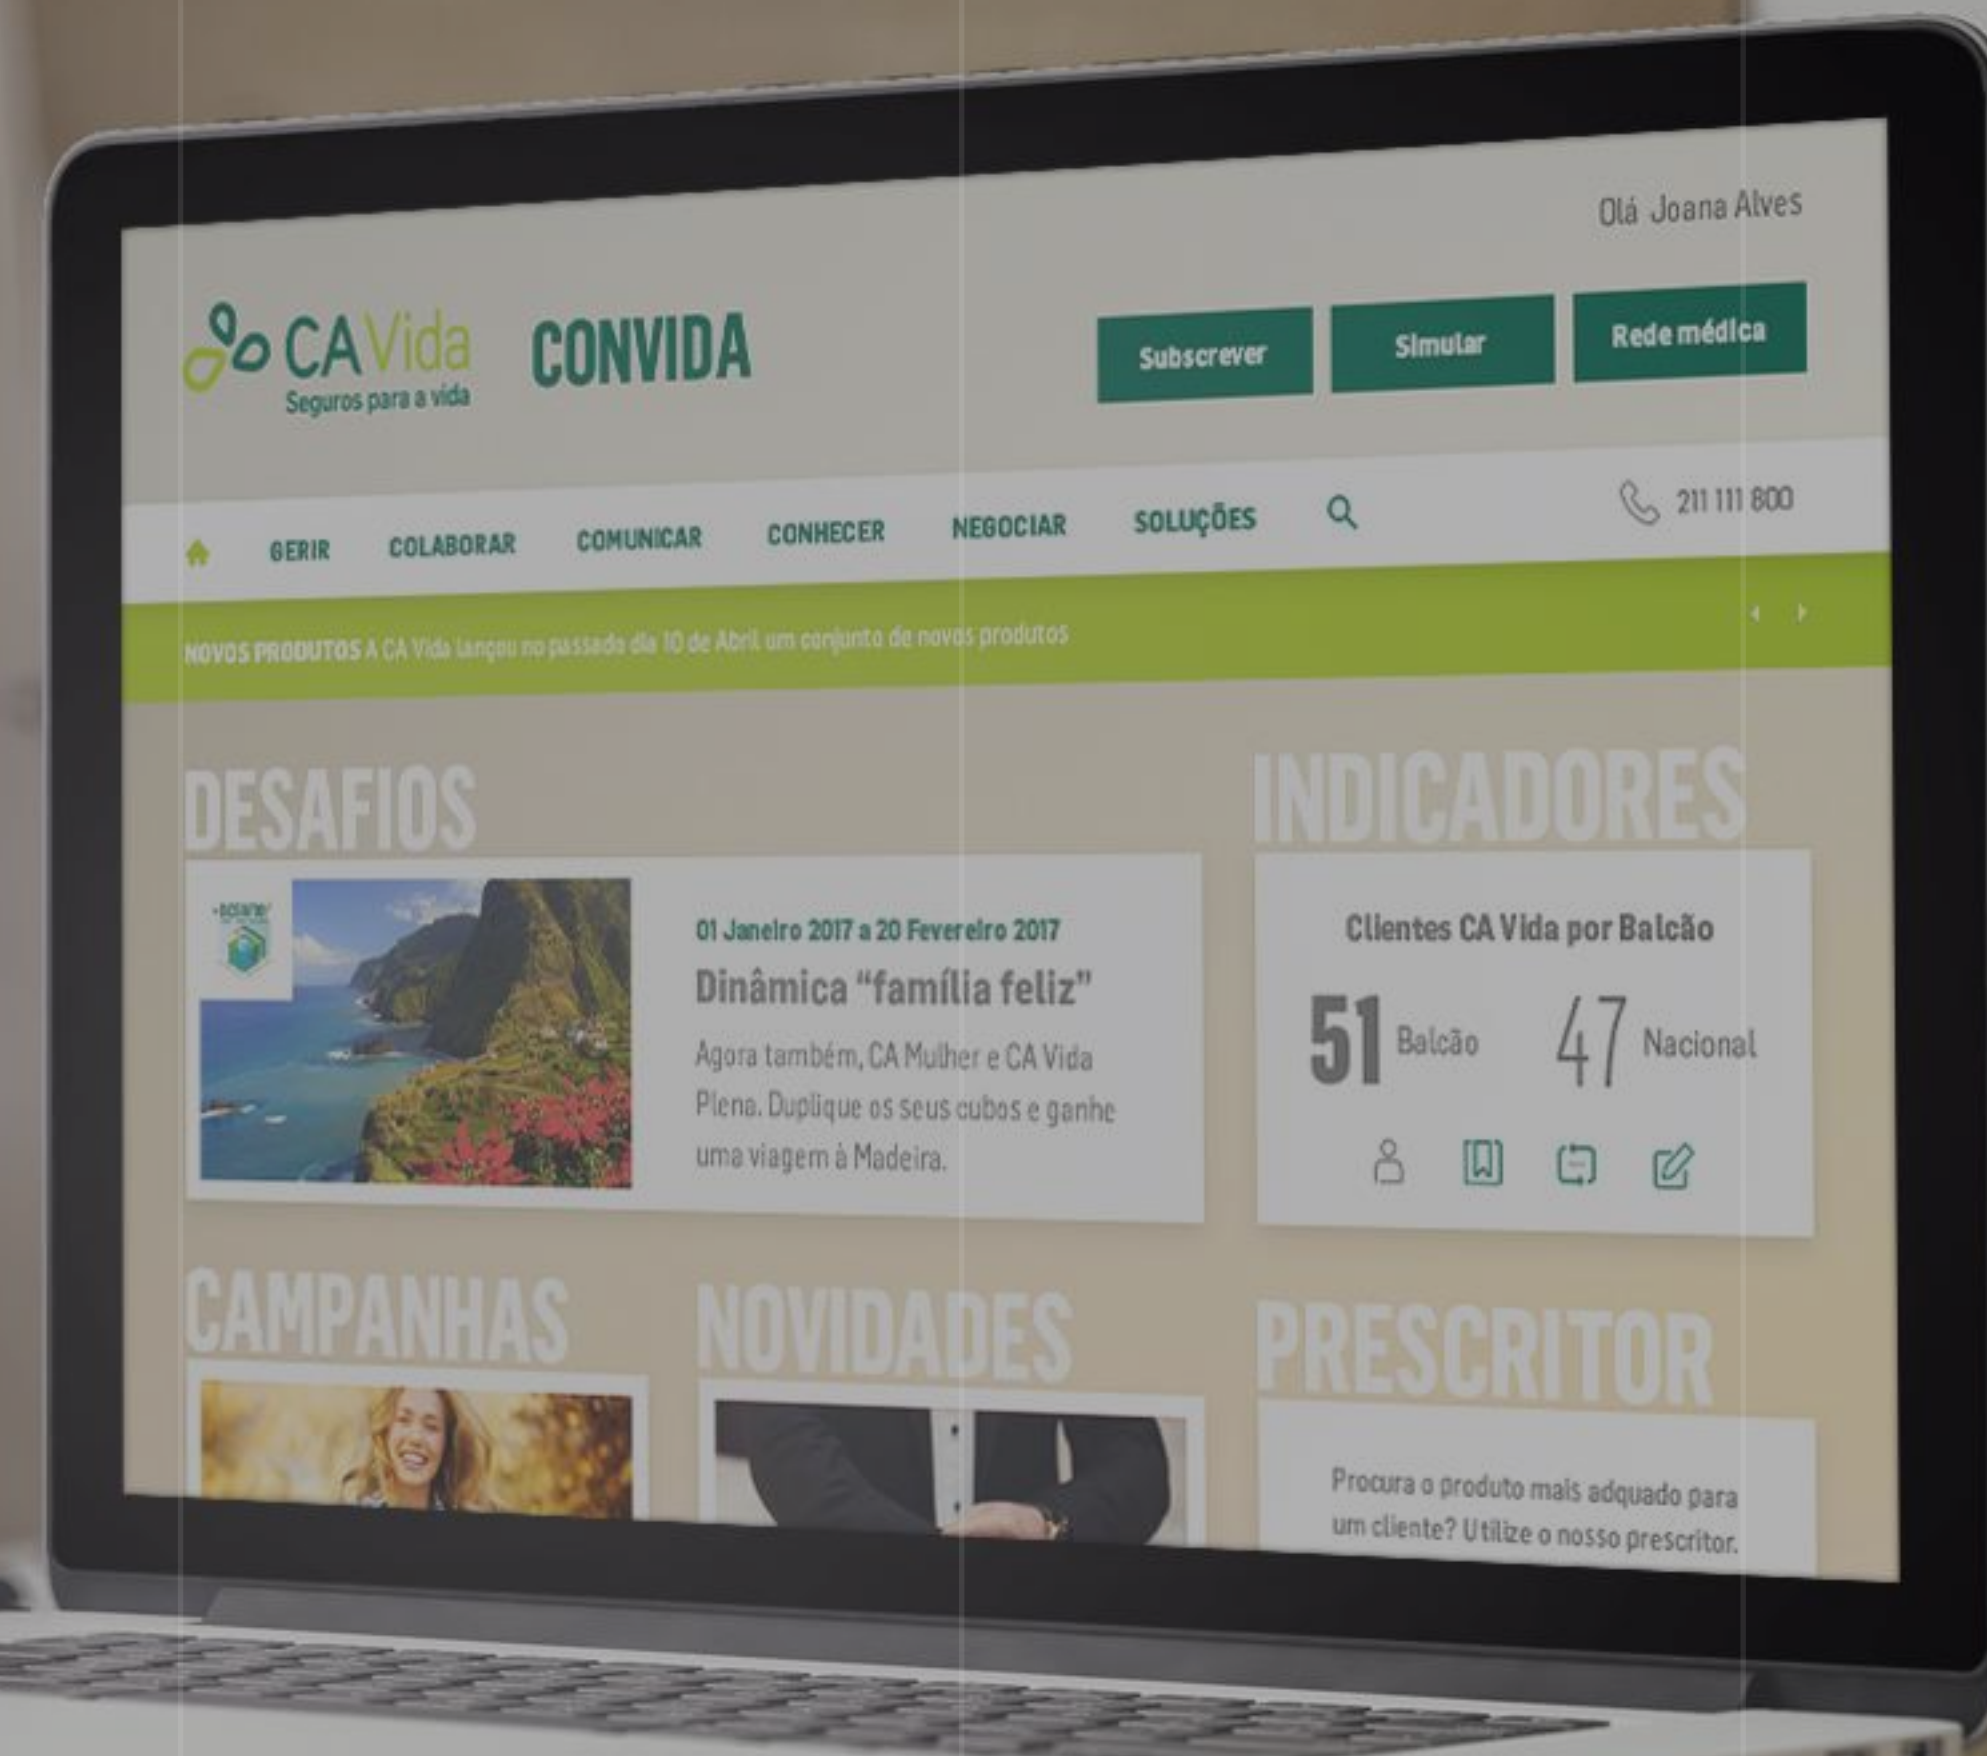 Olá Joana Alves
CA Vida
Seguros para a vida
CONVIDA
Subscrever
Simular
Rede médica
GERIR
COLABORAR
COMUNICAR
CONHECER
NEGOCIAR
SOLUÇÕES
211 111 800
NOVOS PRODUTOS A CA Vida lançou no passado dia 10 de Abril um conjunto de novos produtos
DESAFIOS
01 Janeiro 2017 a 20 Fevereiro 2017
Dinâmica “família feliz”
Agora também, CA Mulher e CA Vida
Plena. Duplique os seus cubos e ganhe
uma viagem à Madeira.
INDICADORES
Clientes CA Vida por Balcão
51 Balcão
47 Nacional
CAMPANHAS
NOVIDADES
PRESCRITOR
Procura o produto mais adquado para
um cliente? Utilize o nosso prescritor.